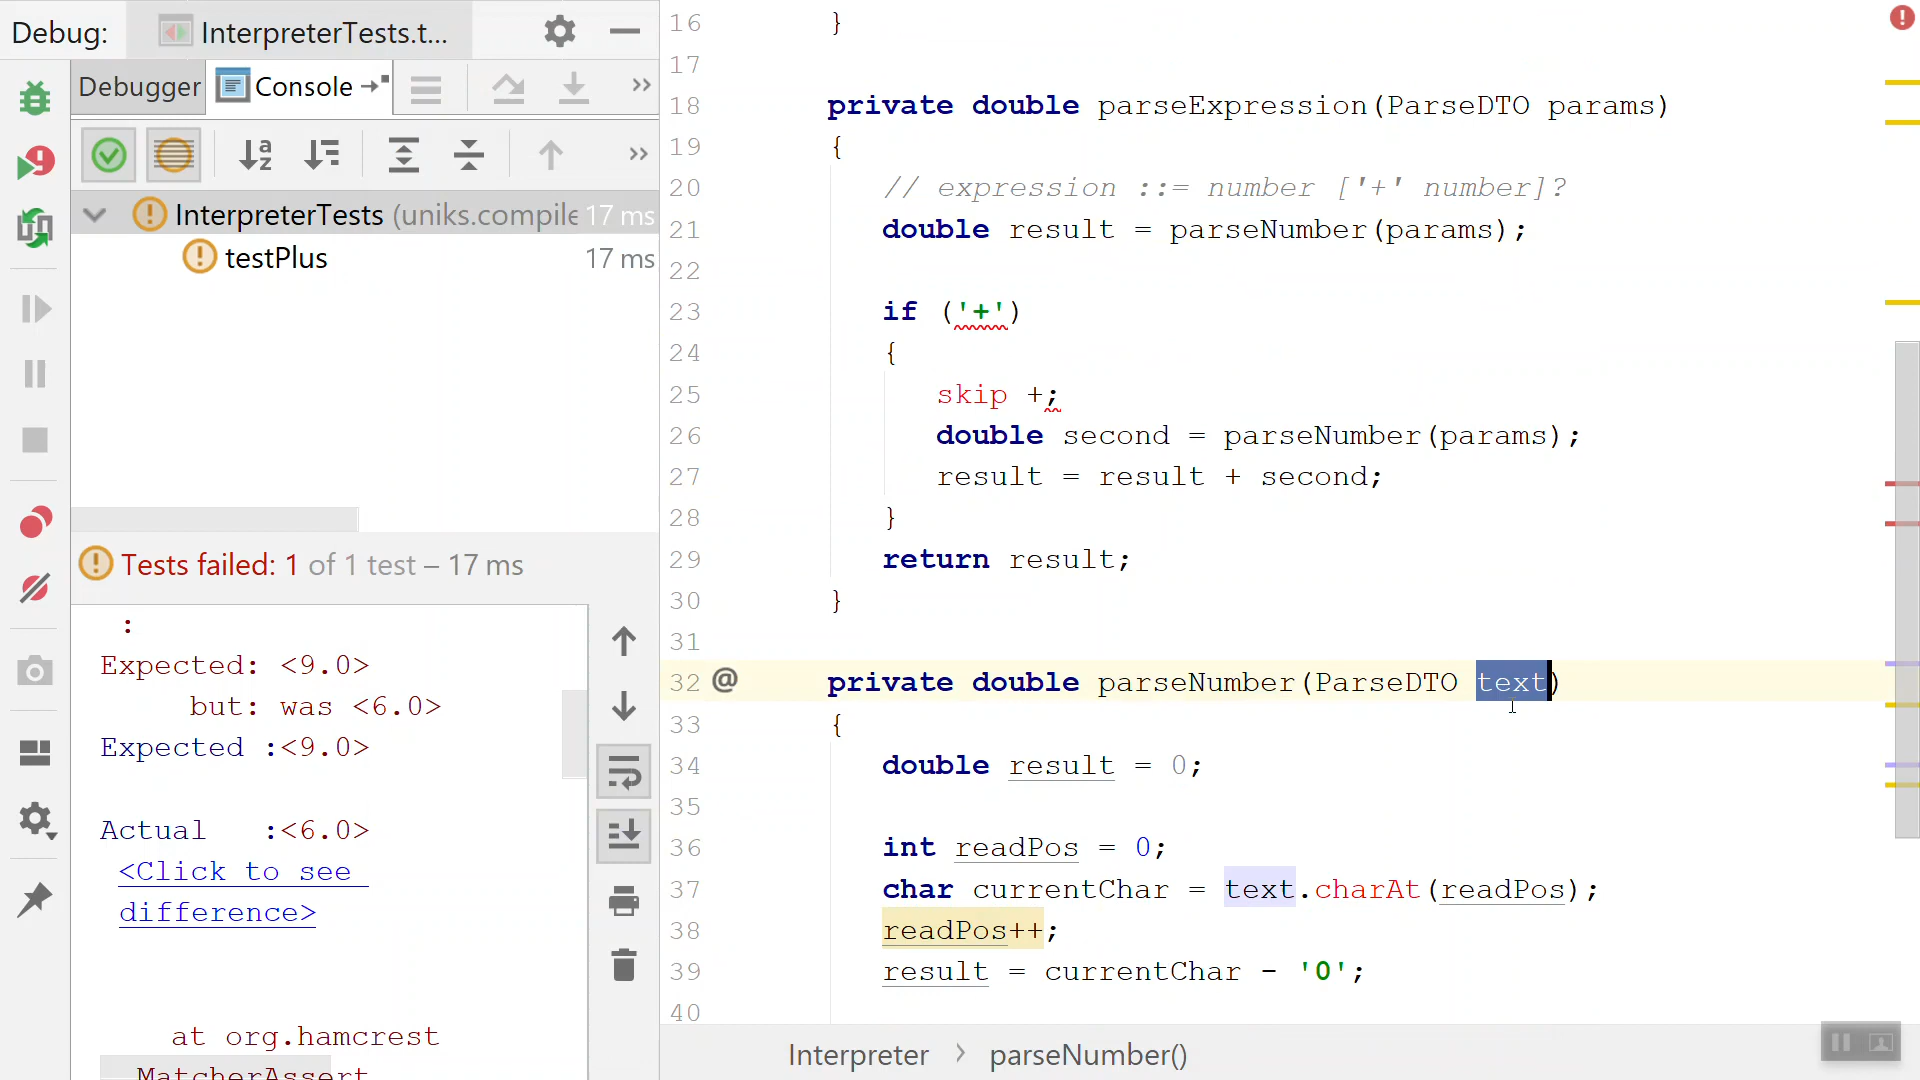 Debug:
InterpreterTests.t...
Debugger
Console
InterpreterTests (uniks.compile 17 ms
testPlus
17 ms
Tests failed: 1 of 1 test – 17 ms
:
Expected: <9.0>
but: was <6.0>
Expected :<9.0>
Actual :<6.0>
<Click to see
difference>
at org.hamcrest
MatcherAssert
16 }
17
18 private double parseExpression(ParseDTO params)
19 {
20 // expression ::= number ['+' number]?
21 double result = parseNumber(params);
22
23 if ('+')
24 {
25 skip +;
26 double second = parseNumber(params);
27 result = result + second;
28 }
29 return result;
30 }
31
32 @ private double parseNumber(ParseDTO text)
33 {
34 double result = 0;
35
36 int readPos = 0;
37 char currentChar = text.charAt(readPos);
38 readPos++;
39 result = currentChar - '0';
40
Interpreter > parseNumber()